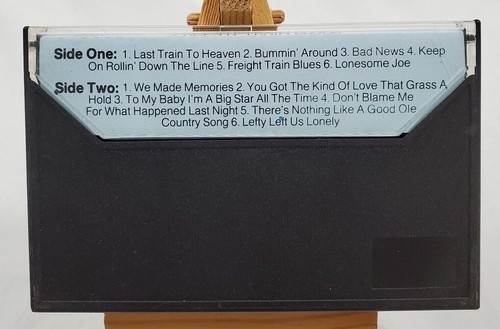 Side One: 1. Last Train To Heaven 2. Bummin' Around 3. Bad News 4. Keep
On Rollin' Down The Line 5. Freight Train Blues 6. Lonesome Joe
Side Two: 1. We Made Memories 2. You Got The Kind Of Love That Grass A
Hold 3. To My Baby I'm A Big Star All The Time 4. Don't Blame Me
For What Happened Last Night 5. There's Nothing Like A Good Ole
Country Song 6. Lefty Left Us Lonely